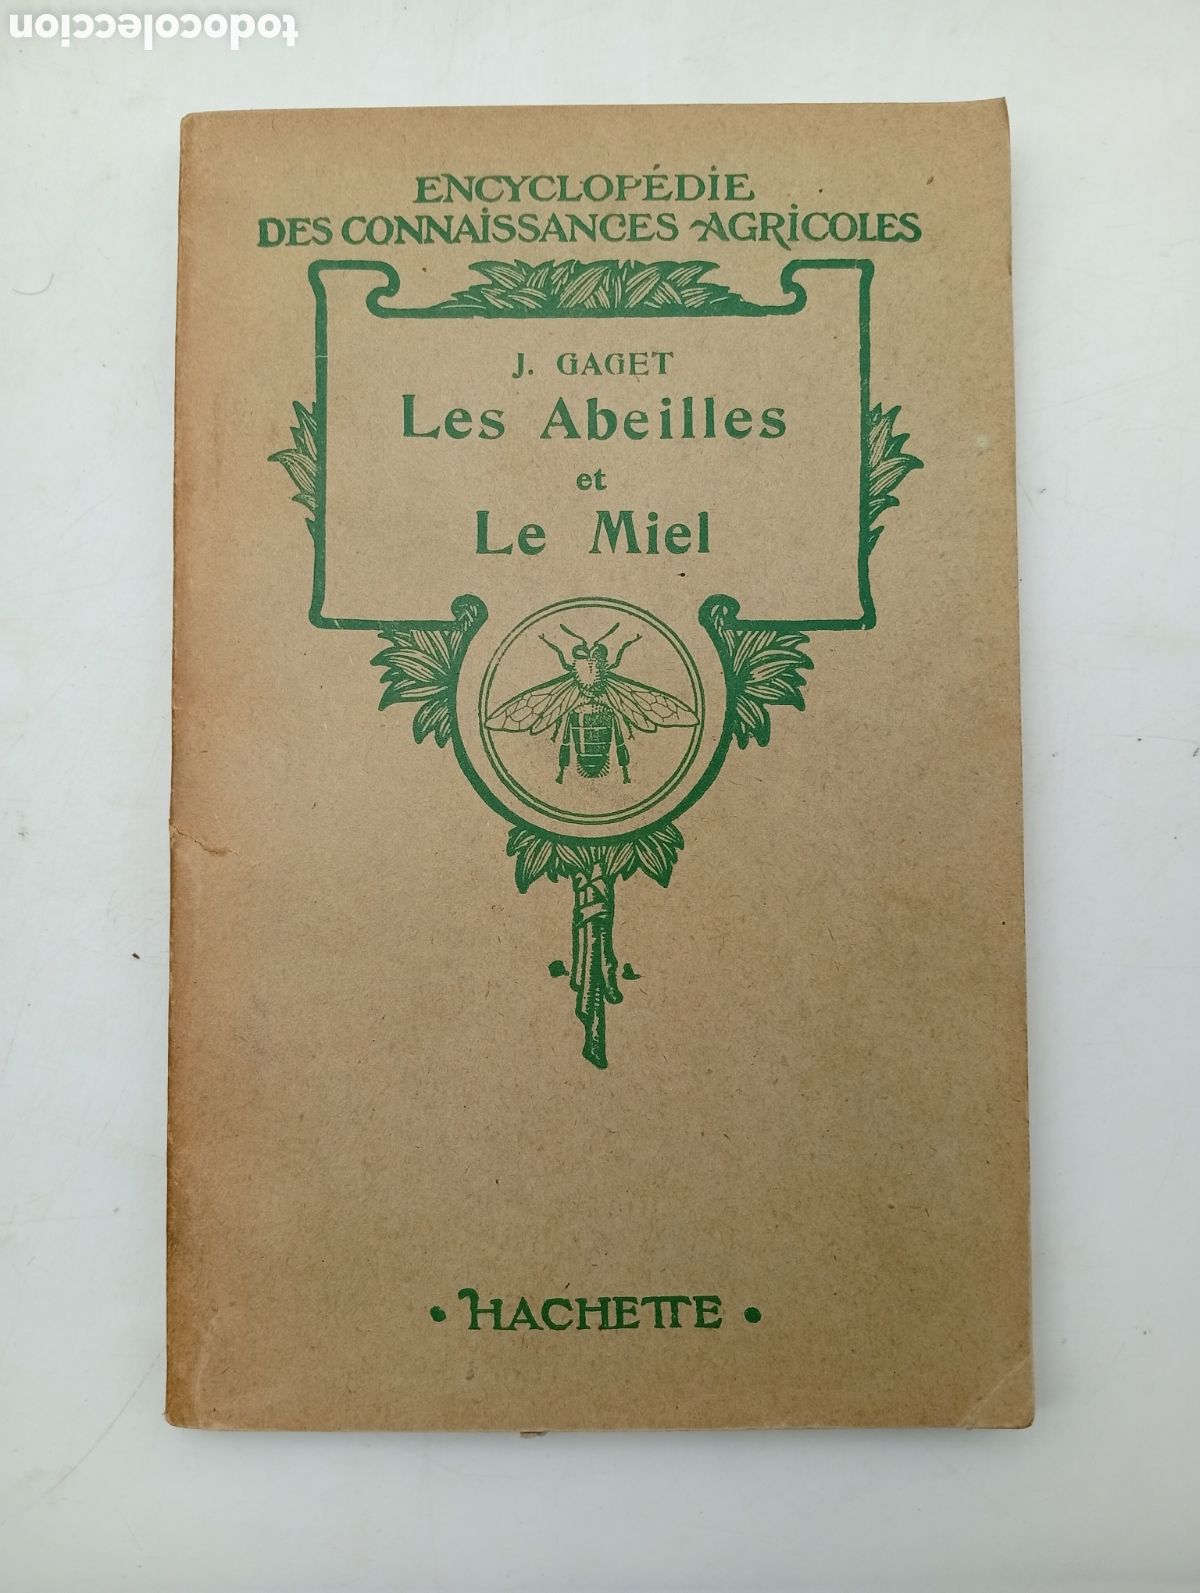 todocoleccion
ENCYCLOPÉDIE
DES CONNAISSANCES AGRICOLES
J. GAGET
Les Abeilles
et
Le Miel
• HACHETTE •